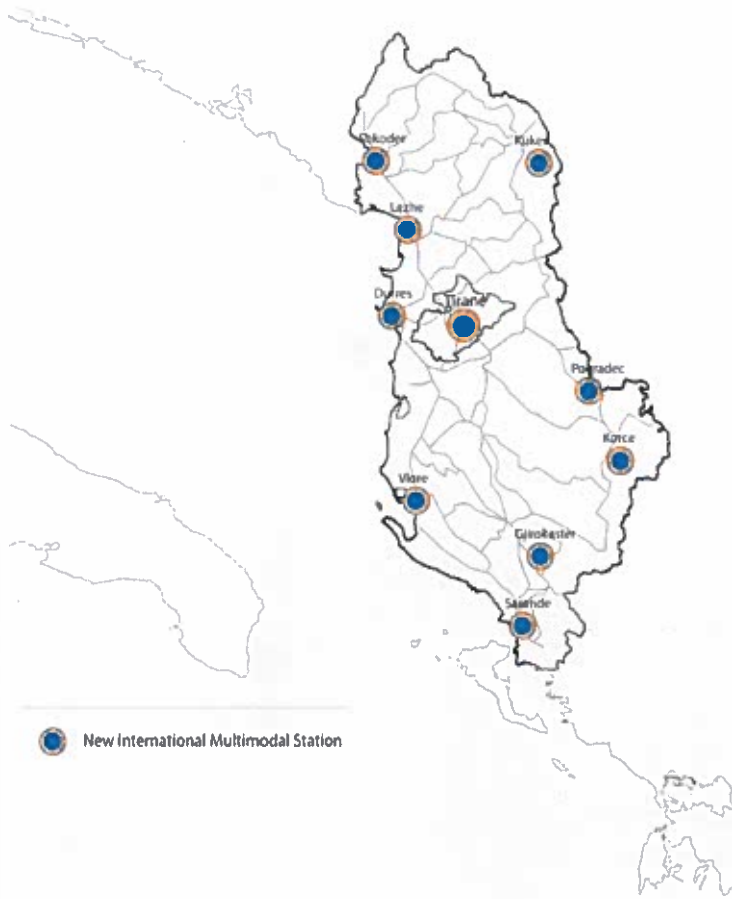 Shkoder
Kukes
Lezhe
Durres
Tirane
Pogradec
Korce
Vlore
Gjirokaster
Sarande
New International Multimodal Station